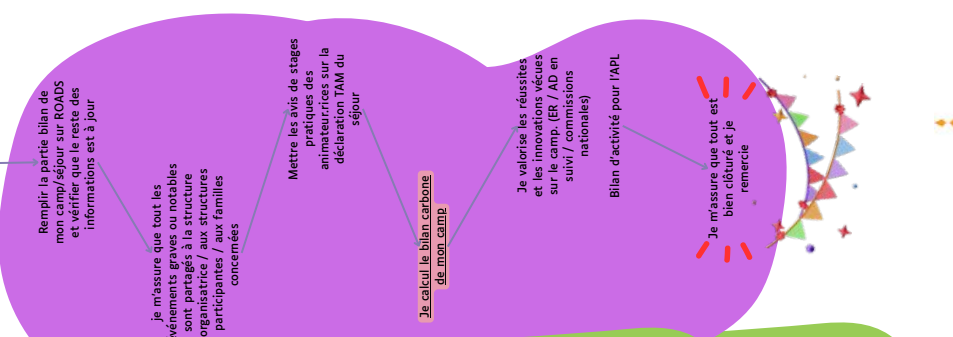 Remplir la partie bilan de
mon camp/séjour sur ROADS
et vérifier que le reste des
informations est à jour
je m'assure que tout les
événements graves ou notables
sont partagés à la structure
organisatrice / aux structures
participantes / aux familles
concernées
Mettre les avis de stages
pratiques des
animateur.rices sur la
déclaration TAM du
séjour
Je calcul le bilan carbone
de mon camp
Je valorise les réussites
et les innovations vécues
sur le camp. (ER / AD en
suivi / commissions
nationales)
Bilan d'activité pour l'APL
Je m'assure que tout est
bien clôturé et je
remercie